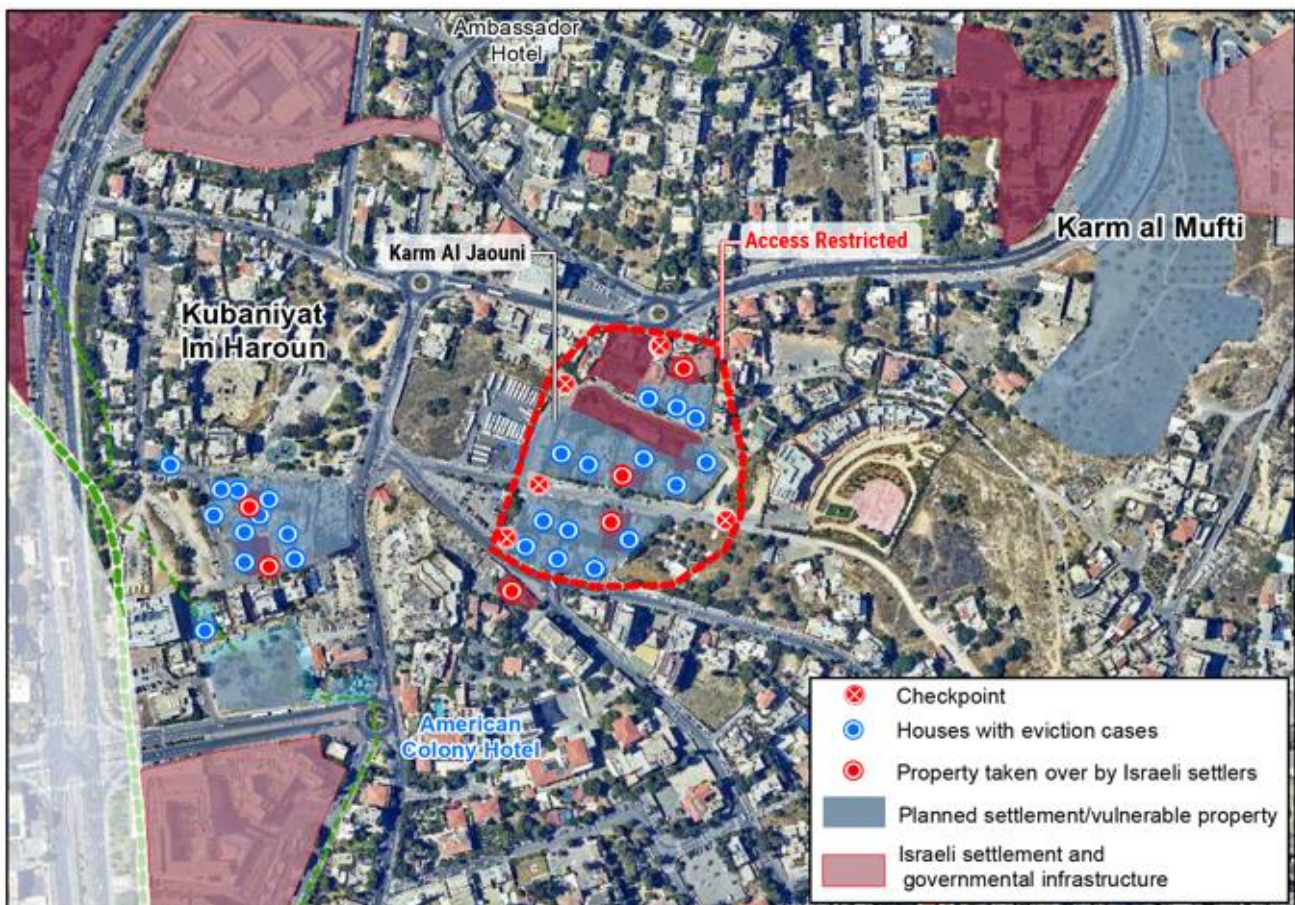 Ambassador
Hotel
Karm Al Jaouni
Access Restricted
Karm al Mufti
Kubaniyat
Im Haroun
American
Colony Hotel
Checkpoint
Houses with eviction cases
Property taken over by Israeli settlers
Planned settlement/vulnerable property
Israeli settlement and
governmental infrastructure